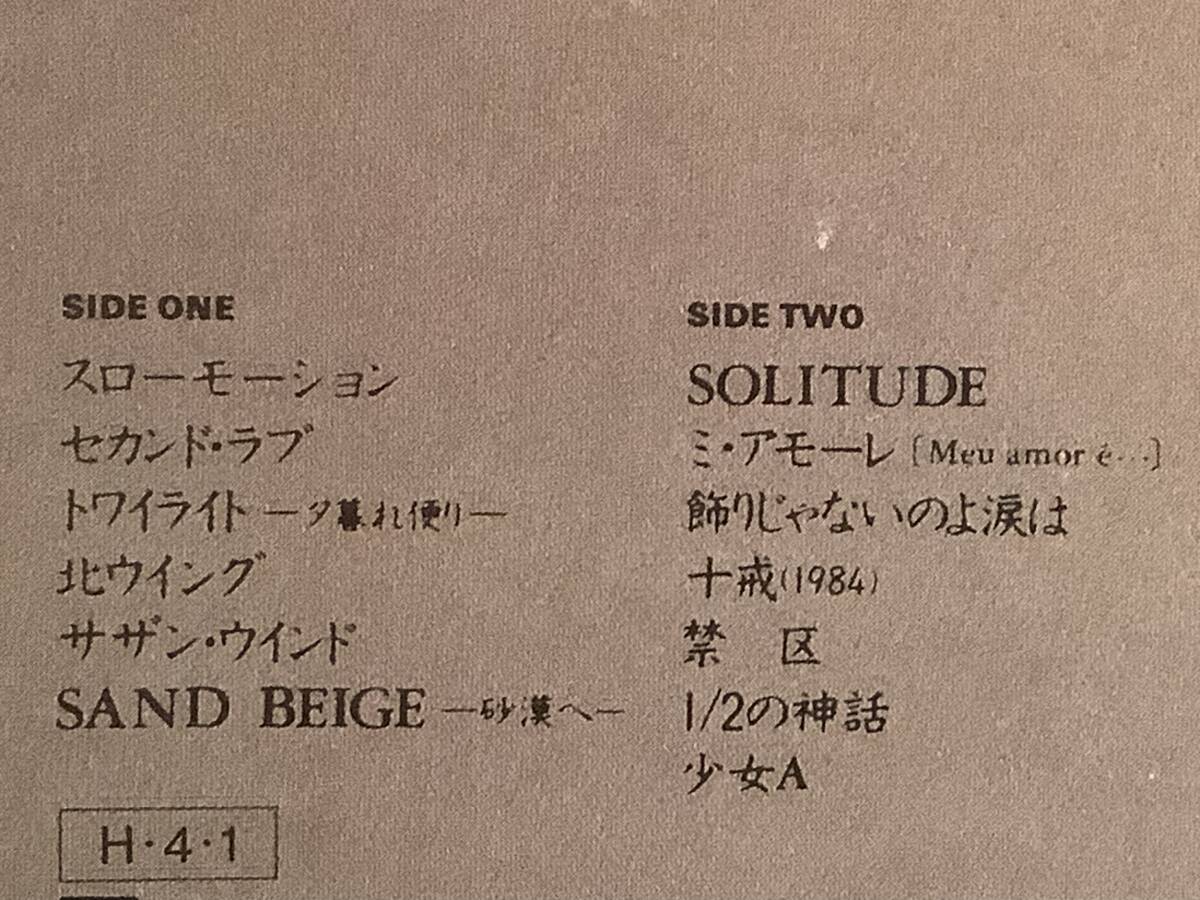 SIDE ONE
スローモーション
セカンド・ラブ
トワイライト ー夕暮れ便りー
北ウイング
サザン・ウインド
SAND BEIGE ー砂漠へー
H・4・1
SIDE TWO
SOLITUDE
ミ・アモーレ [Meu amor é・・・]
飾りじゃないのよ涙は
十戒(1984)
禁　区
1/2の神話
少女A